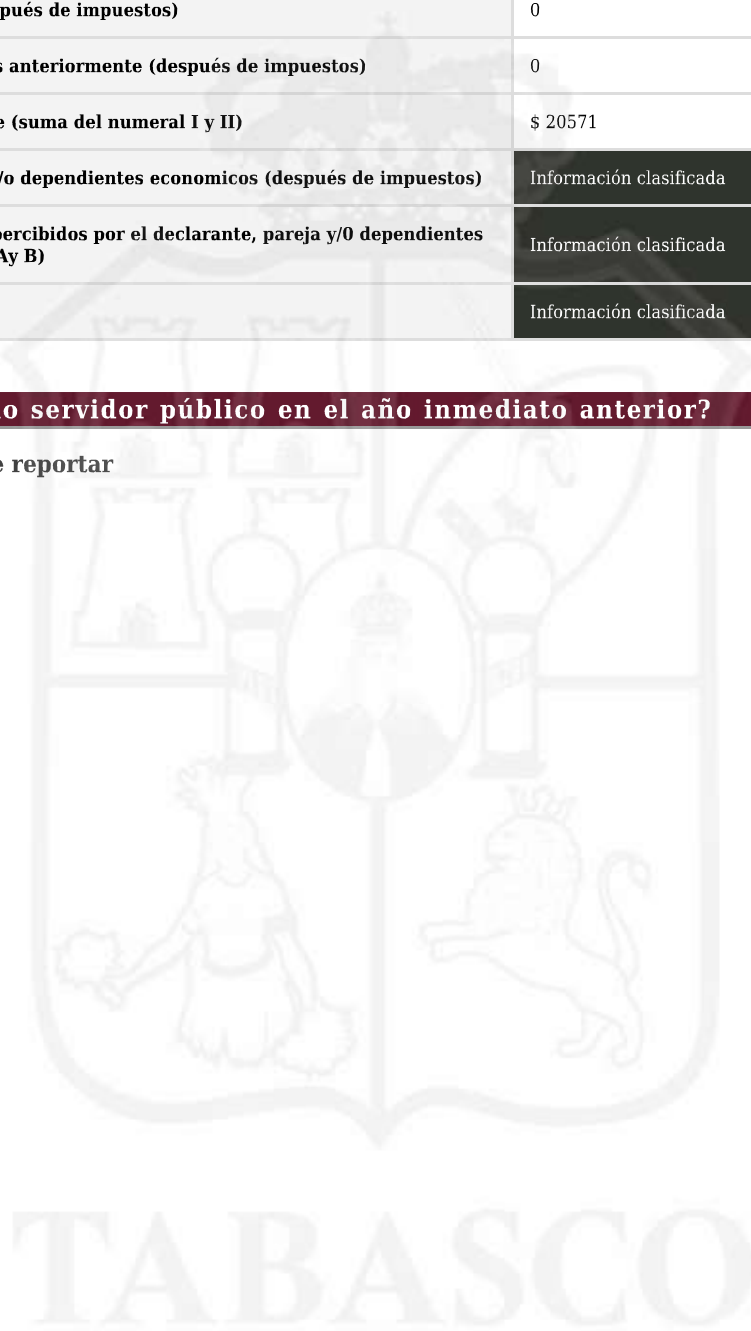 pués de impuestos)
0
s anteriormente (después de impuestos)
0
e (suma del numeral I y II)
$ 20571
/o dependientes economicos (después de impuestos)
Información clasificada
percibidos por el declarante, pareja y/0 dependientes
Ay B)
Información clasificada
Información clasificada
o servidor público en el año inmediato anterior?
e reportar
TABASCO